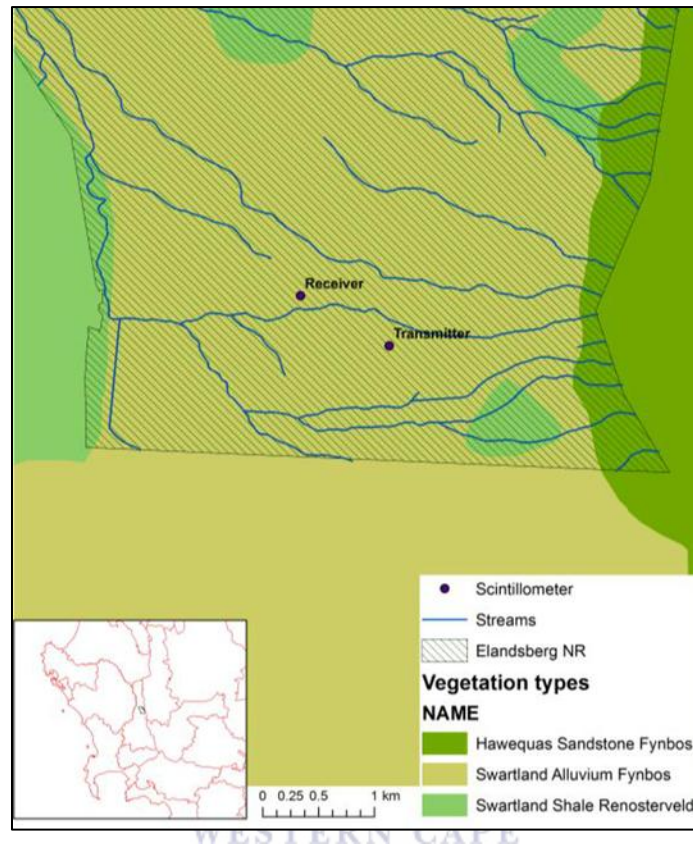 Receiver
Transmitter
Scintillometer
Streams
Elandsberg NR
Vegetation types
NAME
Hawequas Sandstone Fynbos
Swartland Alluvium Fynbos
Swartland Shale Renosterveld
0 0.25 0.5 1 km
WESTERN CAPE